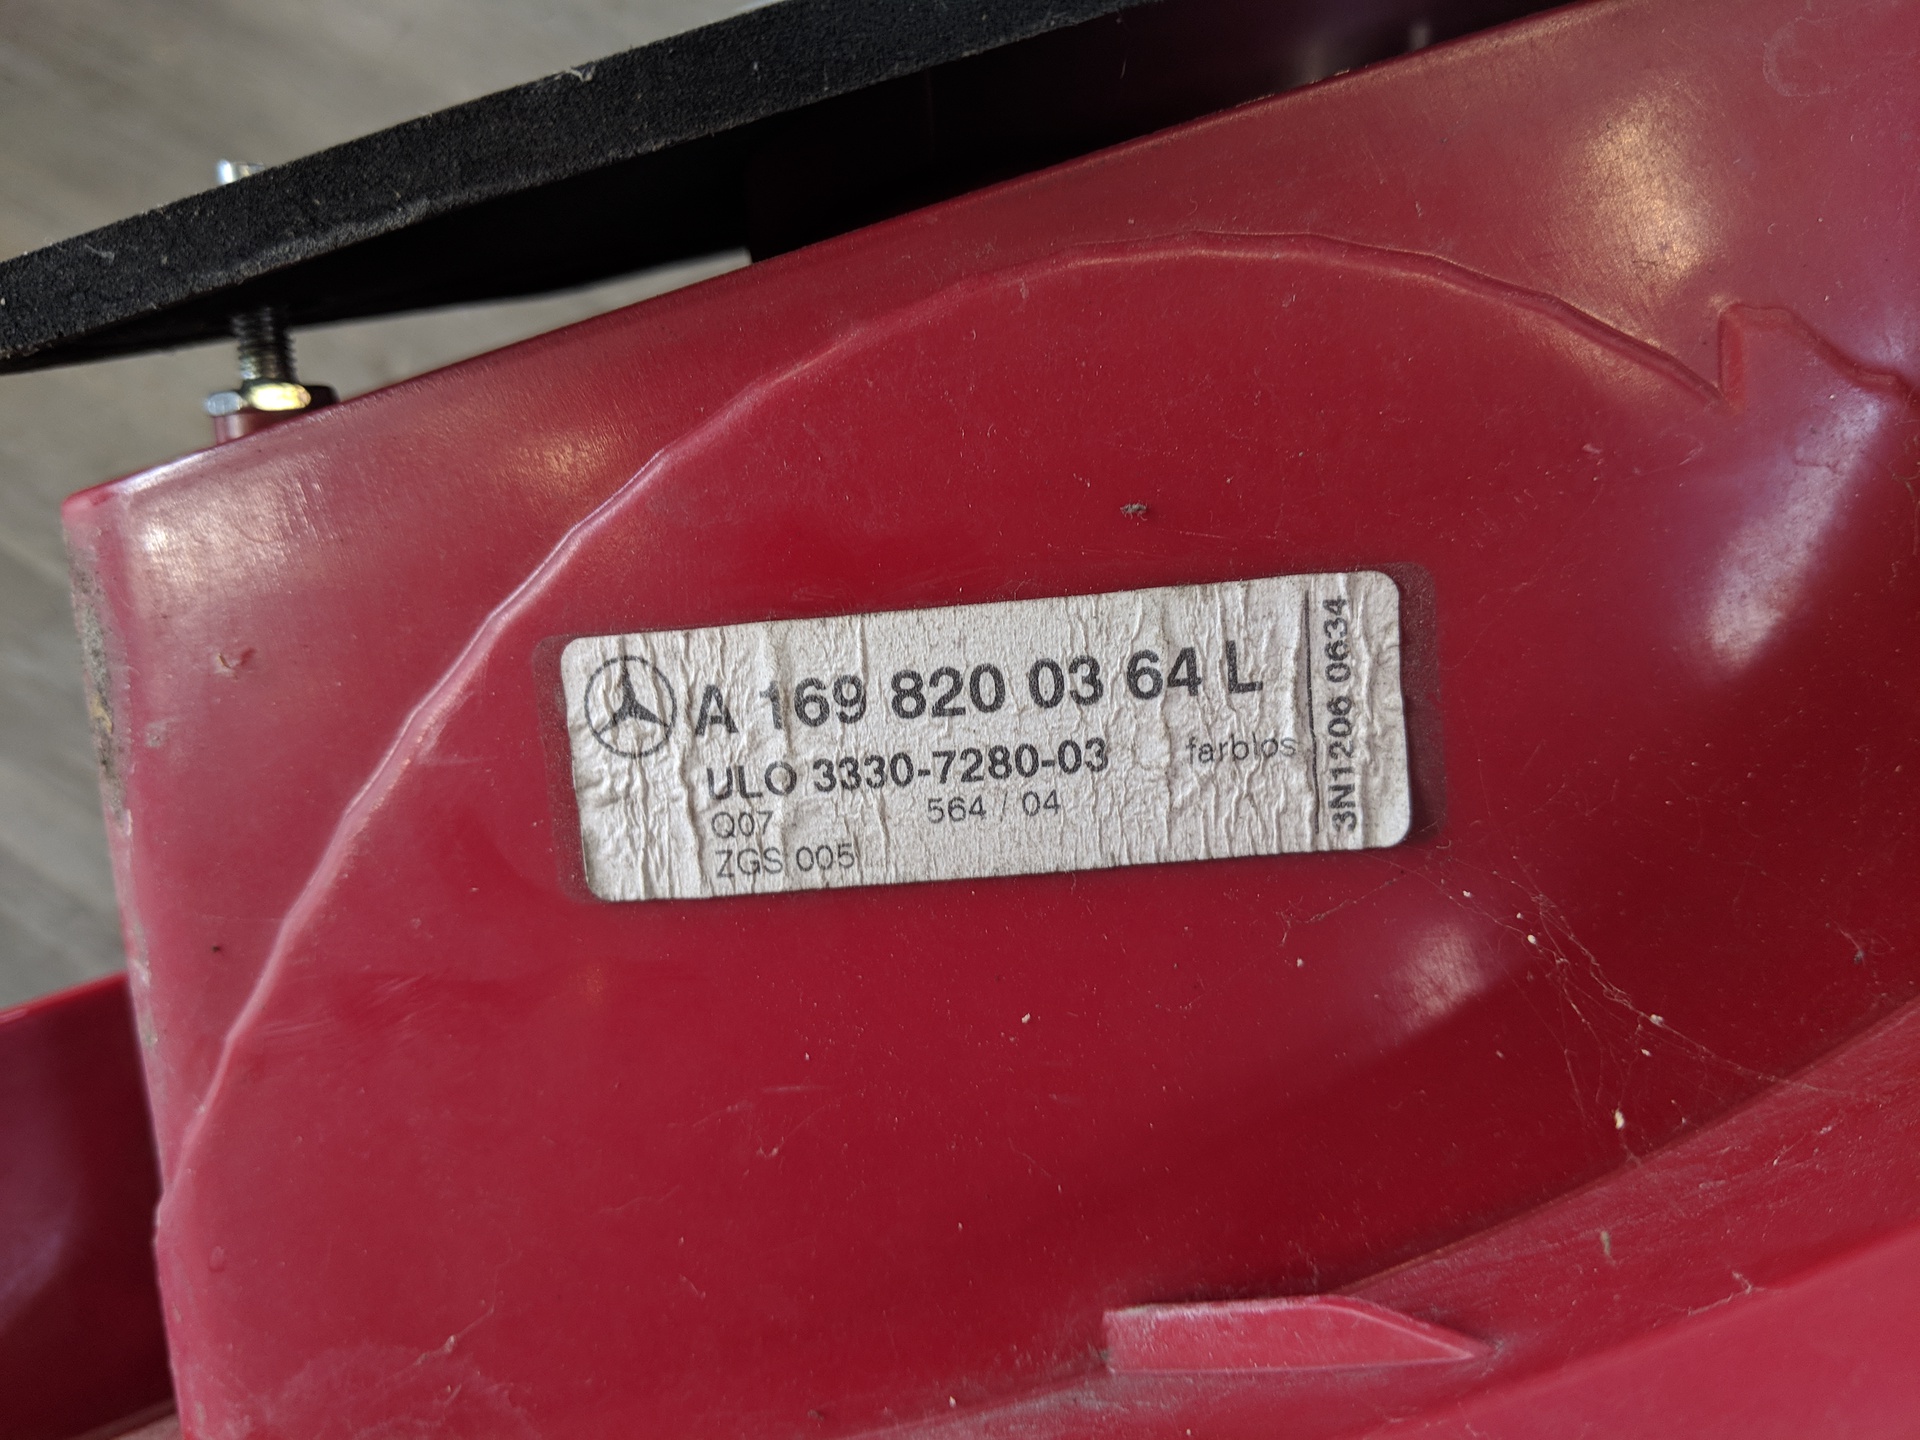 A 169 820 03 64 L
ULO 3330-7280-03 farblos
Q07 564 / 04
ZGS 005
3N1206 0634